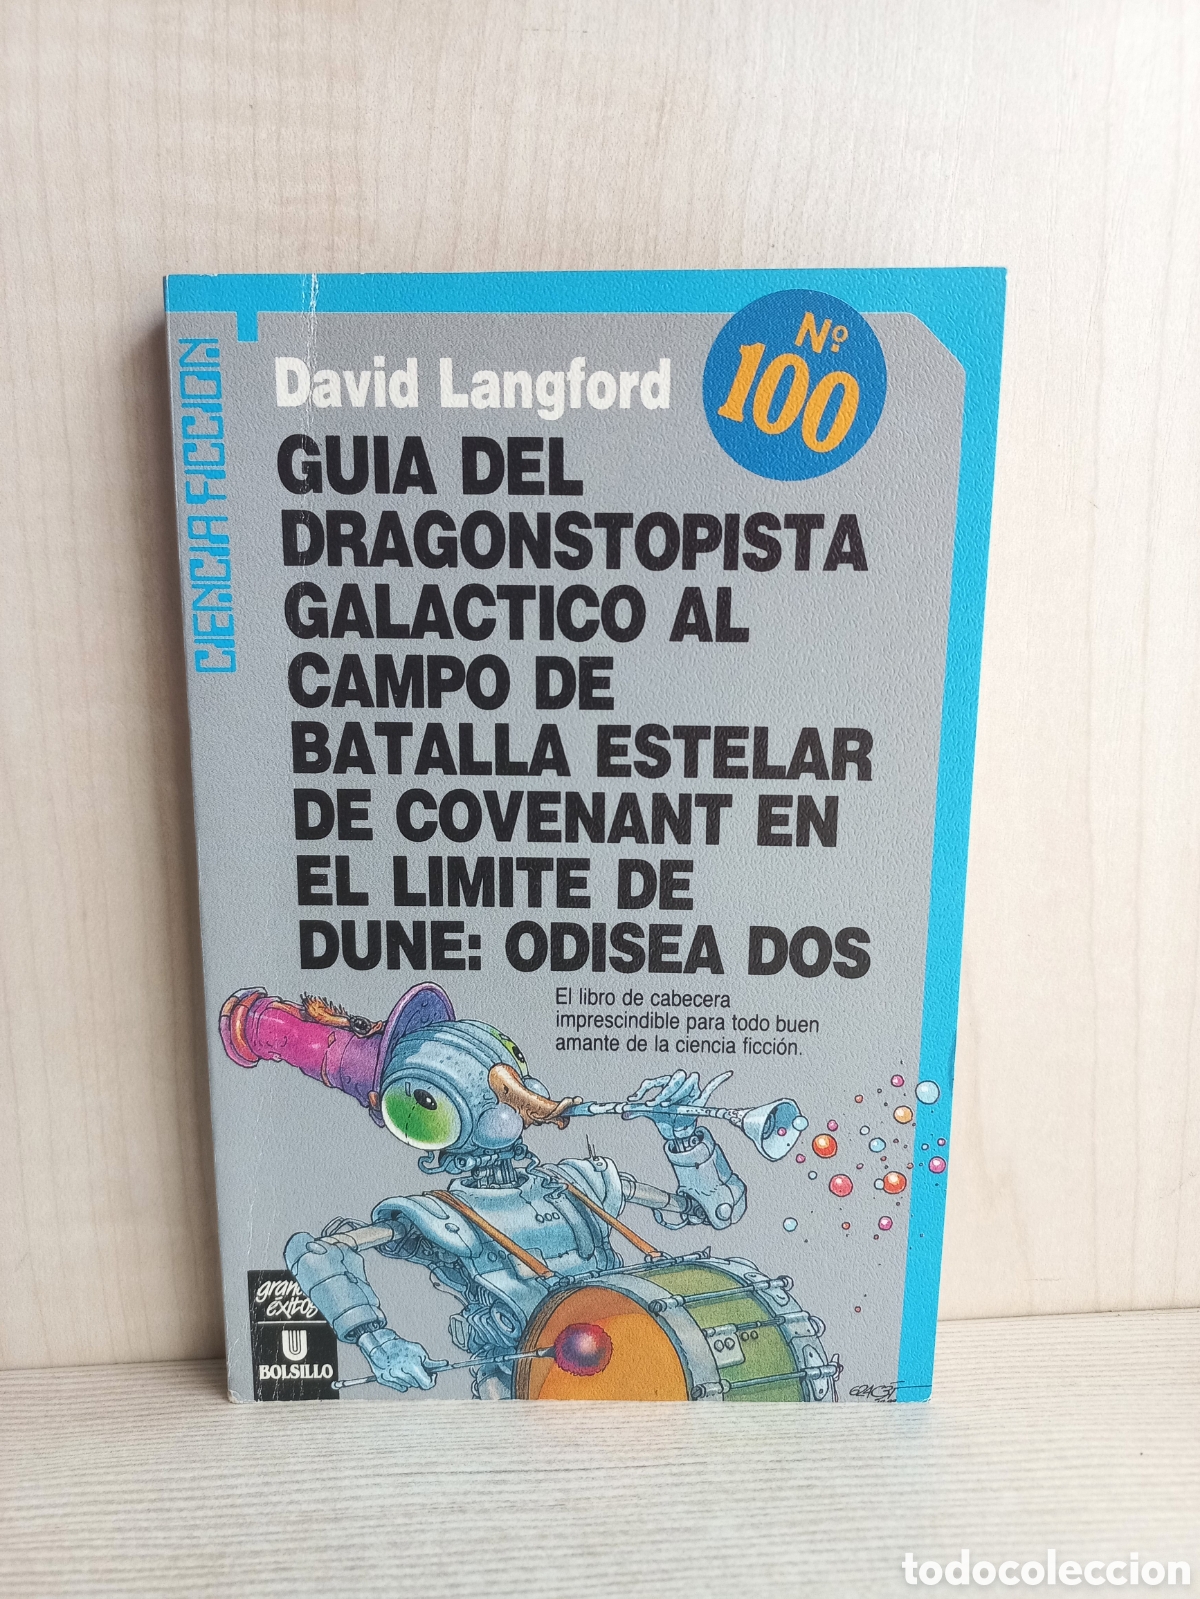 CIENCIA FICCION
David Langford
Nº
100
GUIA DEL
DRAGONSTOPISTA
GALACTICO AL
CAMPO DE
BATALLA ESTELAR
DE COVENANT EN
EL LIMITE DE
DUNE: ODISEA DOS
El libro de cabecera
imprescindible para todo buen
amante de la ciencia ficción.
éxitos
U
BOLSILLO
todocoleccion